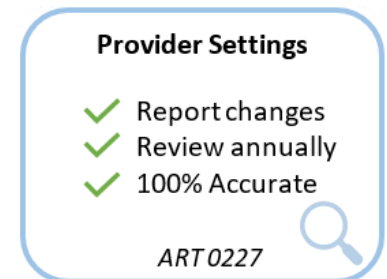 Provider Settings
Report changes
Review annually
100% Accurate
ART 0227